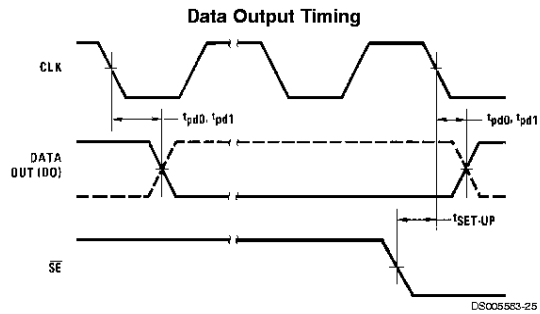 Data Output Timing
CLK
tpd0, tpd1
tpd0, tpd1
DATA
OUT (DO)
tSET-UP
SE
DS005583-25